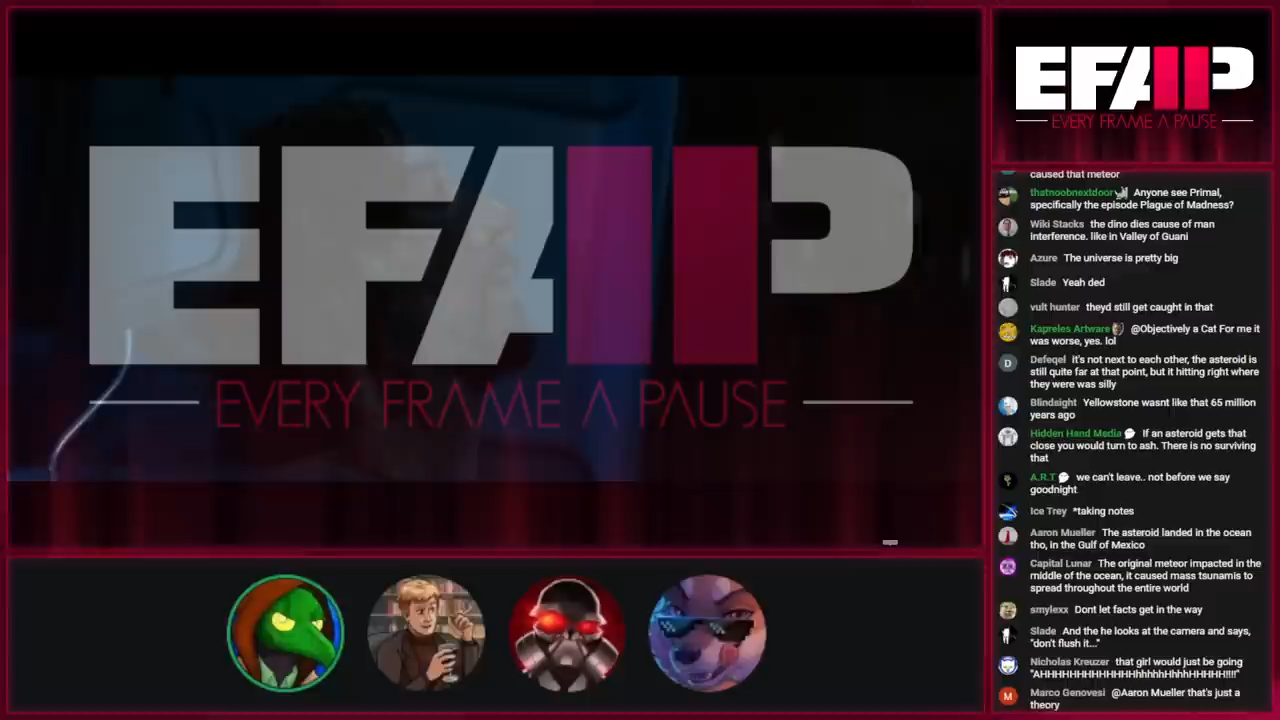 EFAP
EVERY FRAME A PAUSE
EFAP
EVERY FRAME A PAUSE
caused that meteor
thatnoobnextdoor Anyone see Primal,
specifically the episode Plague of Madness?
Wiki Stacks the dino dies cause of man
interference. like in Valley of Guani
Azure The universe is pretty big
Slade Yeah ded
vult hunter theyd still get caught in that
Kapreles Artware @Objectively a Cat For me it
was worse, yes. lol
D
Defeqel it's not next to each other, the asteroid is
still quite far at that point, but it hitting right where
they were was silly
Blindsight Yellowstone wasnt like that 65 million
years ago
Hidden Hand Media If an asteroid gets that
close you would turn to ash. There is no surviving
that
A.R.T we can't leave.. not before we say
goodnight
Ice Trey *taking notes
Aaron Mueller The asteroid landed in the ocean
tho, in the Gulf of Mexico
Capital Lunar The original meteor impacted in the
middle of the ocean, it caused mass tsunamis to
spread throughout the entire world
smylexx Dont let facts get in the way
Slade And the he looks at the camera and says,
"don't flush it..."
Nicholas Kreuzer that girl would just be going
M
Marco Genovesi @Aaron Mueller that's just a
theory